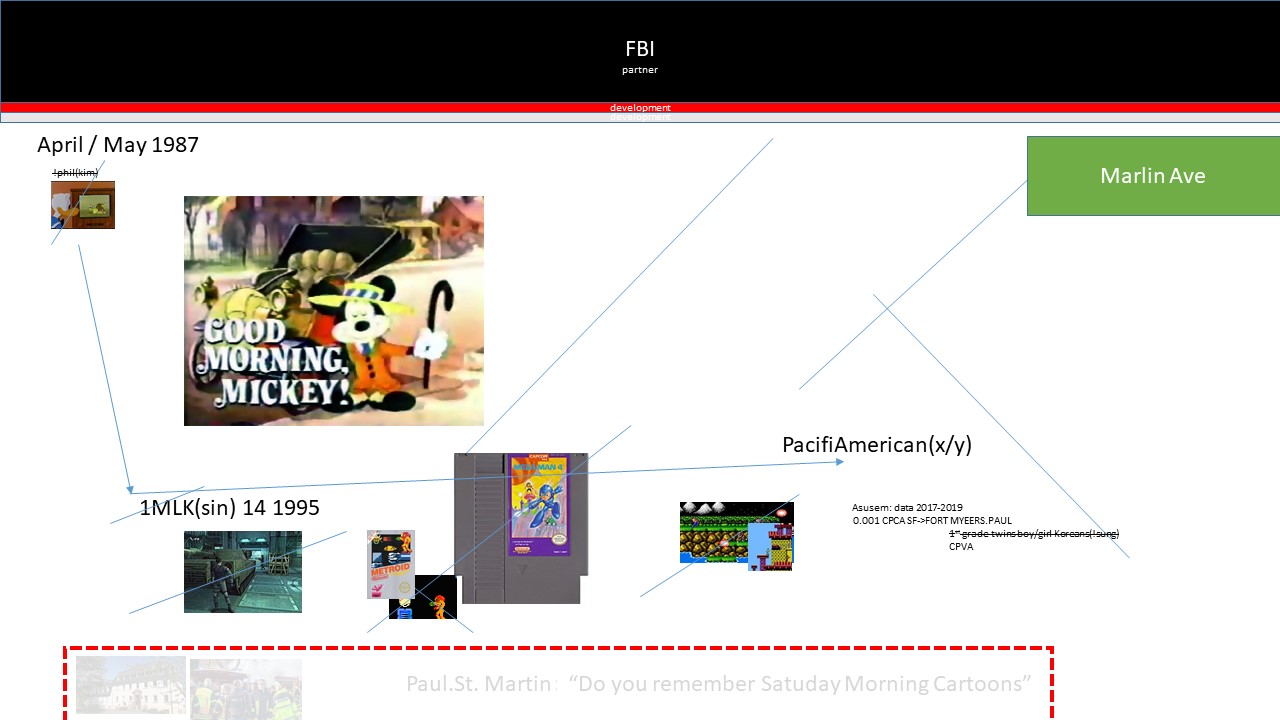 FBI
partner
development
development
April / May 1987
!phil(kim)
Marlin Ave
GOOD
MORNING,
MICKEY!
PacifiAmerican(x/y)
1MLK(sin) 14 1995
CAPCOM
MEGA MAN 4
METROID
Asusem: data 2017-2019
0.001 CPCA SF->FORT MYEERS.PAUL
1st grade twins boy/girl Koreans(!sung)
CPVA
Paul.St. Martin: “Do you remember Satuday Morning Cartoons”